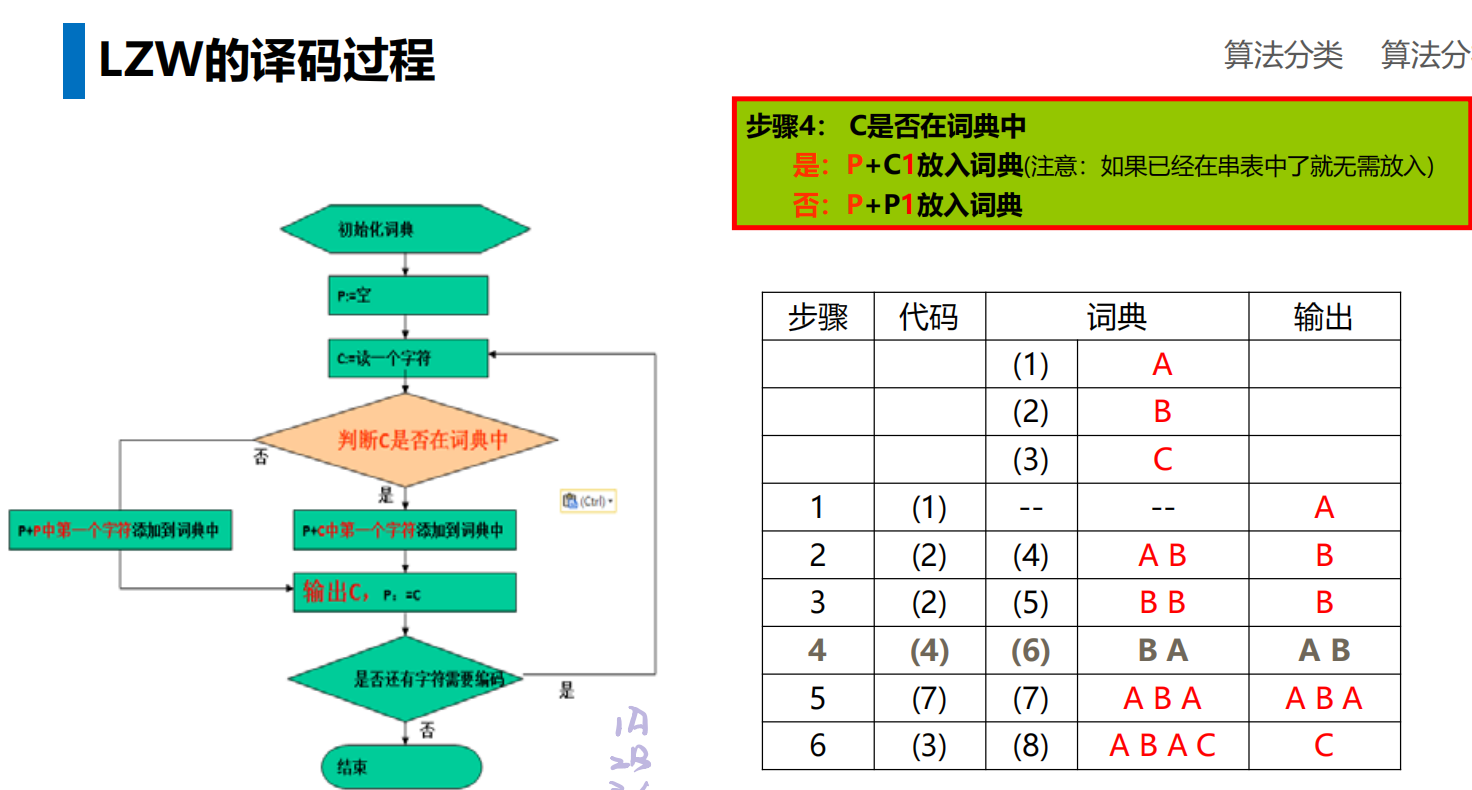 LZW的译码过程
算法分类 算法分
步骤4: C是否在词典中
是: P+C1放入词典(注意: 如果已经在串表中了就无需放入)
否: P+P1放入词典
初始化词典
P:=空
C:=读一个字符
判断C是否在词典中
否
是
(Ctrl)
P+P中第一个字符添加到词典中
P+C中第一个字符添加到词典中
输出C, P: =C
是否还有字符需要编码
是
否
结束
1A
2B
步骤 代码 词典 输出
(1) A
(2) B
(3) C
1 (1) -- -- A
2 (2) (4) A B B
3 (2) (5) B B B
4 (4) (6) B A A B
5 (7) (7) A B A A B A
6 (3) (8) A B A C C